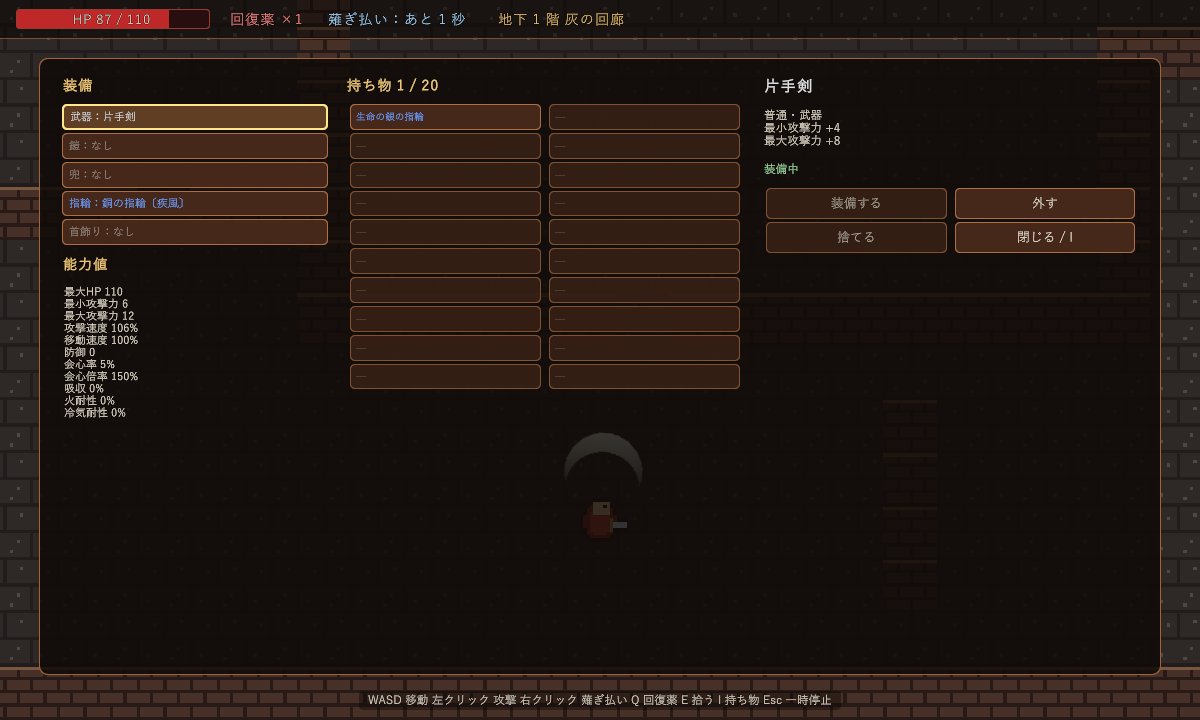 HP 87 / 110 回復薬 ×1 薙ぎ払い：あと 1 秒 地下 1 階 灰の回廊
装備
武器：片手剣
鎧：なし
兜：なし
指輪：銅の指輪〔疾風〕
首飾り：なし
能力値
最大HP 110
最小攻撃力 6
最大攻撃力 12
攻撃速度 106%
移動速度 100%
防御 0
会心率 5%
会心倍率 150%
吸収 0%
火耐性 0%
冷気耐性 0%
持ち物 1 / 20
生命の銀の指輪 —
— —
— —
— —
— —
— —
— —
— —
— —
— —
片手剣
普通・武器
最小攻撃力 +4
最大攻撃力 +8
装備中
装備する 外す
捨てる 閉じる / I
WASD 移動 左クリック 攻撃 右クリック 薙ぎ払い Q 回復薬 E 拾う I 持ち物 Esc 一時停止